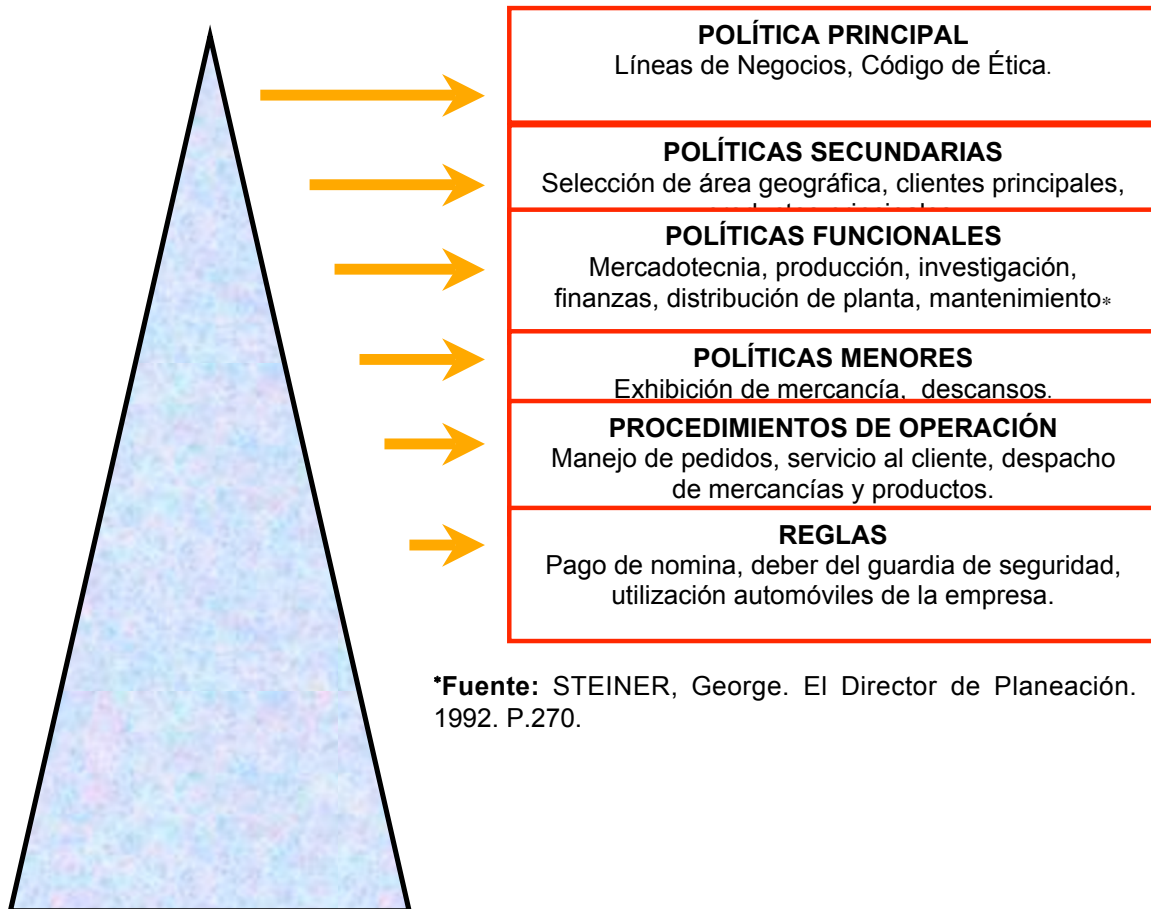 POLÍTICA PRINCIPAL
Líneas de Negocios, Código de Ética.
POLÍTICAS SECUNDARIAS
Selección de área geográfica, clientes principales,
POLÍTICAS FUNCIONALES
Mercadotecnia, producción, investigación,
finanzas, distribución de planta, mantenimiento*
POLÍTICAS MENORES
Exhibición de mercancía, descansos.
PROCEDIMIENTOS DE OPERACIÓN
Manejo de pedidos, servicio al cliente, despacho
de mercancías y productos.
REGLAS
Pago de nomina, deber del guardia de seguridad,
utilización automóviles de la empresa.
*Fuente: STEINER, George. El Director de Planeación.
1992. P.270.